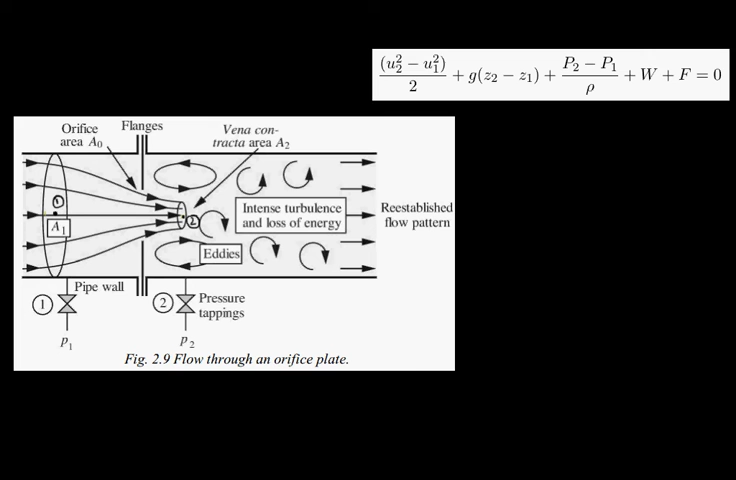 (u₂² − u₁²)/2 + g(z₂ − z₁) + (P₂ − P₁)/ρ + W + F = 0
Orifice
area A₀
Flanges
Vena con-
tracta area A₂
1
A₁
2
Intense turbulence
and loss of energy
Reestablished
flow pattern
Eddies
Pipe wall
1
2
Pressure
tappings
P₁
P₂
Fig. 2.9 Flow through an orifice plate.